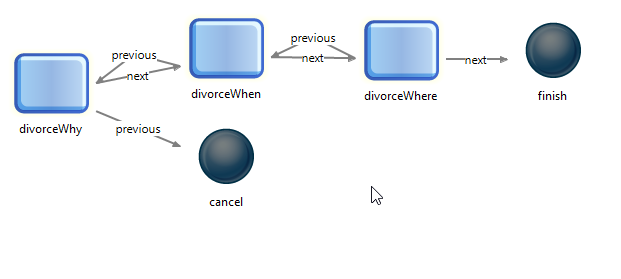 previous
next
divorceWhy
previous
next
divorceWhen
divorceWhere
next
finish
previous
cancel